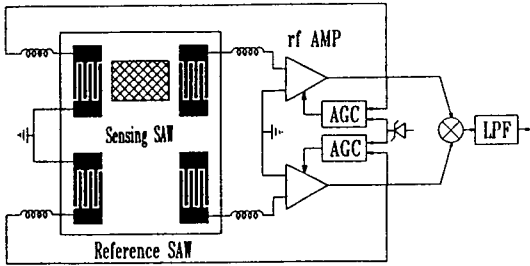 rf AMP
Sensing SAW
AGC
AGC
LPF
Reference SAW